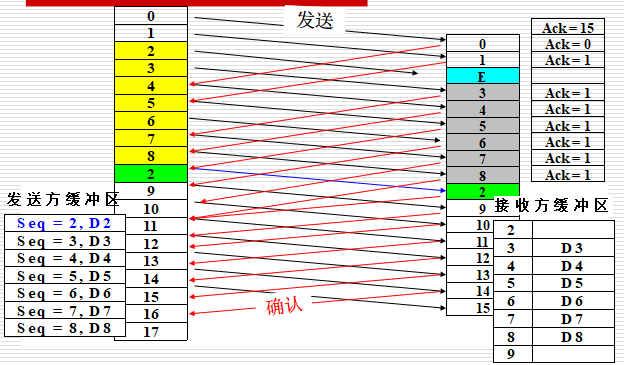 发送
0
1
2
3
4
5
6
7
8
2
9
10
11
12
13
14
15
16
17
发送方缓冲区
Seq = 2, D2
Seq = 3, D3
Seq = 4, D4
Seq = 5, D5
Seq = 6, D6
Seq = 7, D7
Seq = 8, D8
确认
0
1
E
3
4
5
6
7
8
2
9
10
11
12
13
14
15
Ack = 15
Ack = 0
Ack = 1
Ack = 1
Ack = 1
Ack = 1
Ack = 1
Ack = 1
Ack = 1
接收方缓冲区
2
3 D3
4 D4
5 D5
6 D6
7 D7
8 D8
9